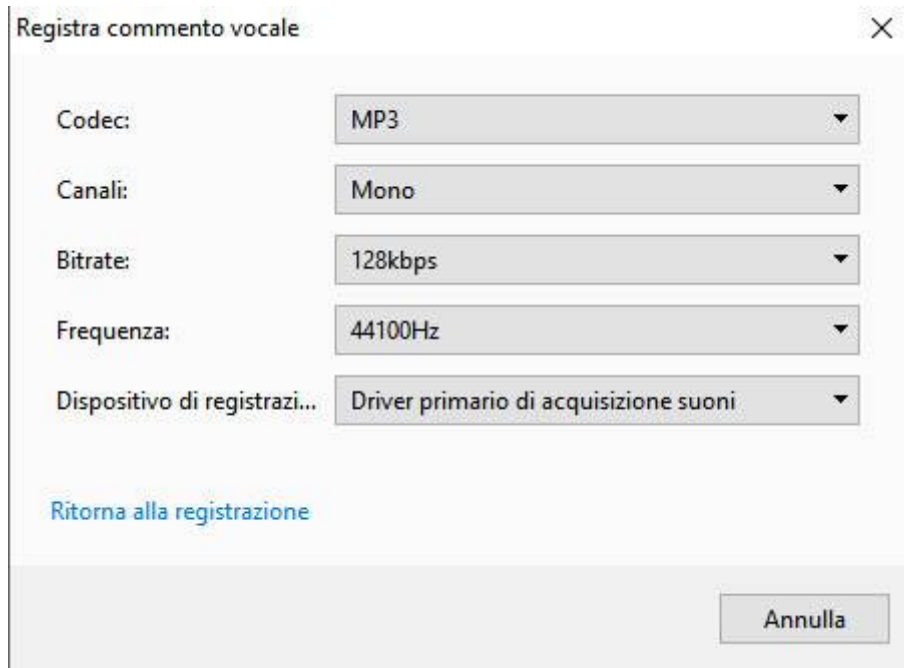 Registra commento vocale
Codec: MP3
Canali: Mono
Bitrate: 128kbps
Frequenza: 44100Hz
Dispositivo di registrazi... Driver primario di acquisizione suoni
Ritorna alla registrazione
Annulla